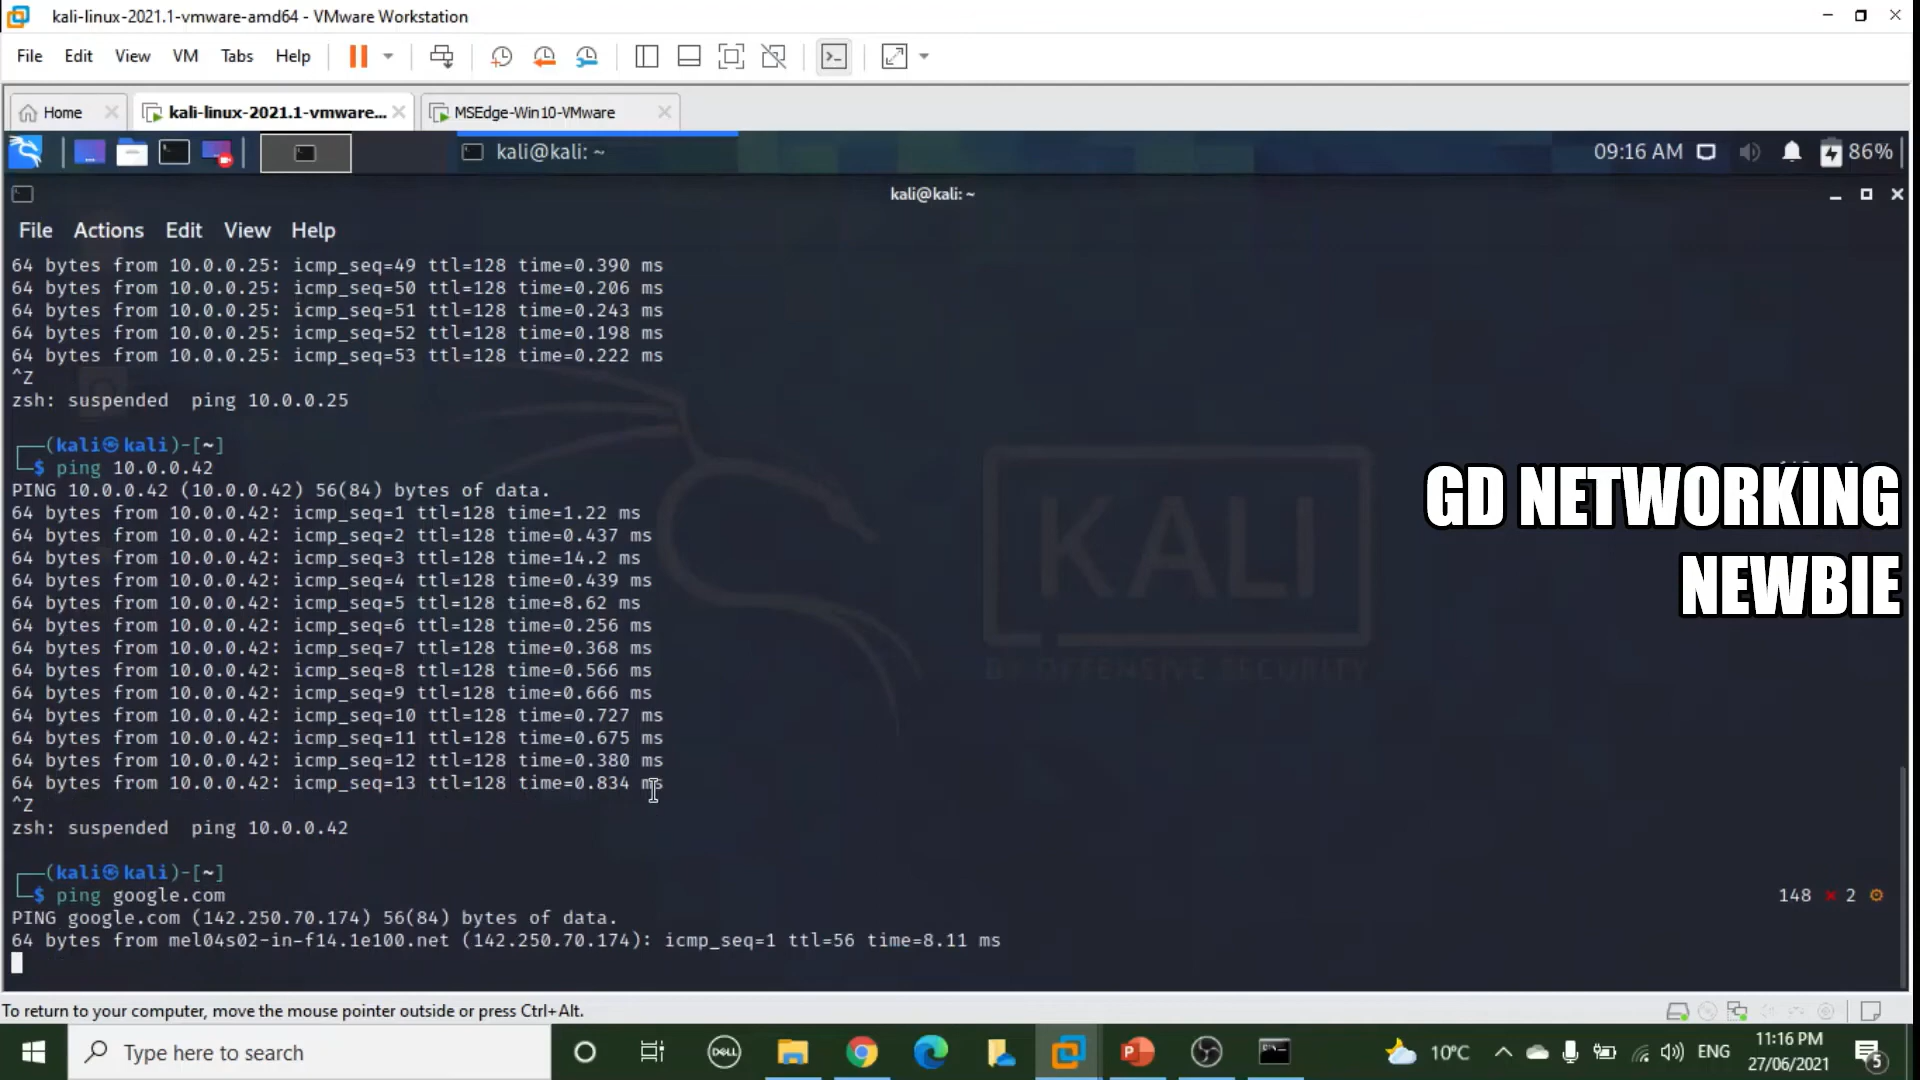 kali-linux-2021.1-vmware-amd64 - VMware Workstation
File Edit View VM Tabs Help
Home kali-linux-2021.1-vmware... MSEdge-Win10-VMware
kali@kali: ~ 09:16 AM 86%
kali@kali: ~
File Actions Edit View Help
64 bytes from 10.0.0.25: icmp_seq=49 ttl=128 time=0.390 ms
64 bytes from 10.0.0.25: icmp_seq=50 ttl=128 time=0.206 ms
64 bytes from 10.0.0.25: icmp_seq=51 ttl=128 time=0.243 ms
64 bytes from 10.0.0.25: icmp_seq=52 ttl=128 time=0.198 ms
64 bytes from 10.0.0.25: icmp_seq=53 ttl=128 time=0.222 ms
^Z
zsh: suspended  ping 10.0.0.25
(kali㉿kali)-[~]
$ ping 10.0.0.42
PING 10.0.0.42 (10.0.0.42) 56(84) bytes of data.
64 bytes from 10.0.0.42: icmp_seq=1 ttl=128 time=1.22 ms
64 bytes from 10.0.0.42: icmp_seq=2 ttl=128 time=0.437 ms
64 bytes from 10.0.0.42: icmp_seq=3 ttl=128 time=14.2 ms
64 bytes from 10.0.0.42: icmp_seq=4 ttl=128 time=0.439 ms
64 bytes from 10.0.0.42: icmp_seq=5 ttl=128 time=8.62 ms
64 bytes from 10.0.0.42: icmp_seq=6 ttl=128 time=0.256 ms
64 bytes from 10.0.0.42: icmp_seq=7 ttl=128 time=0.368 ms
64 bytes from 10.0.0.42: icmp_seq=8 ttl=128 time=0.566 ms
64 bytes from 10.0.0.42: icmp_seq=9 ttl=128 time=0.666 ms
64 bytes from 10.0.0.42: icmp_seq=10 ttl=128 time=0.727 ms
64 bytes from 10.0.0.42: icmp_seq=11 ttl=128 time=0.675 ms
64 bytes from 10.0.0.42: icmp_seq=12 ttl=128 time=0.380 ms
64 bytes from 10.0.0.42: icmp_seq=13 ttl=128 time=0.834 ms
^Z
zsh: suspended  ping 10.0.0.42
(kali㉿kali)-[~]
$ ping google.com 148 ⨯ 2 ⚙
PING google.com (142.250.70.174) 56(84) bytes of data.
64 bytes from mel04s02-in-f14.1e100.net (142.250.70.174): icmp_seq=1 ttl=56 time=8.11 ms
KALI
BY OFFENSIVE SECURITY
GD NETWORKING
NEWBIE
To return to your computer, move the mouse pointer outside or press Ctrl+Alt.
Type here to search
DELL
10°C ENG 11:16 PM
27/06/2021
5